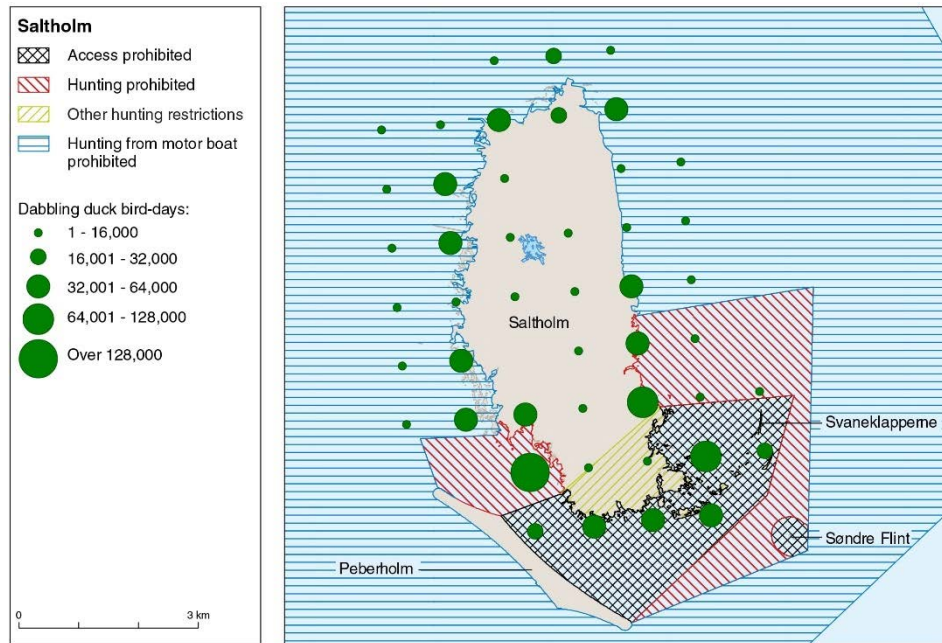 Saltholm
Access prohibited
Hunting prohibited
Other hunting restrictions
Hunting from motor boat
prohibited
Dabbling duck bird-days:
1 - 16,000
16,001 - 32,000
32,001 - 64,000
64,001 - 128,000
Over 128,000
0
3 km
Saltholm
Svaneklapperne
Søndre Flint
Peberholm